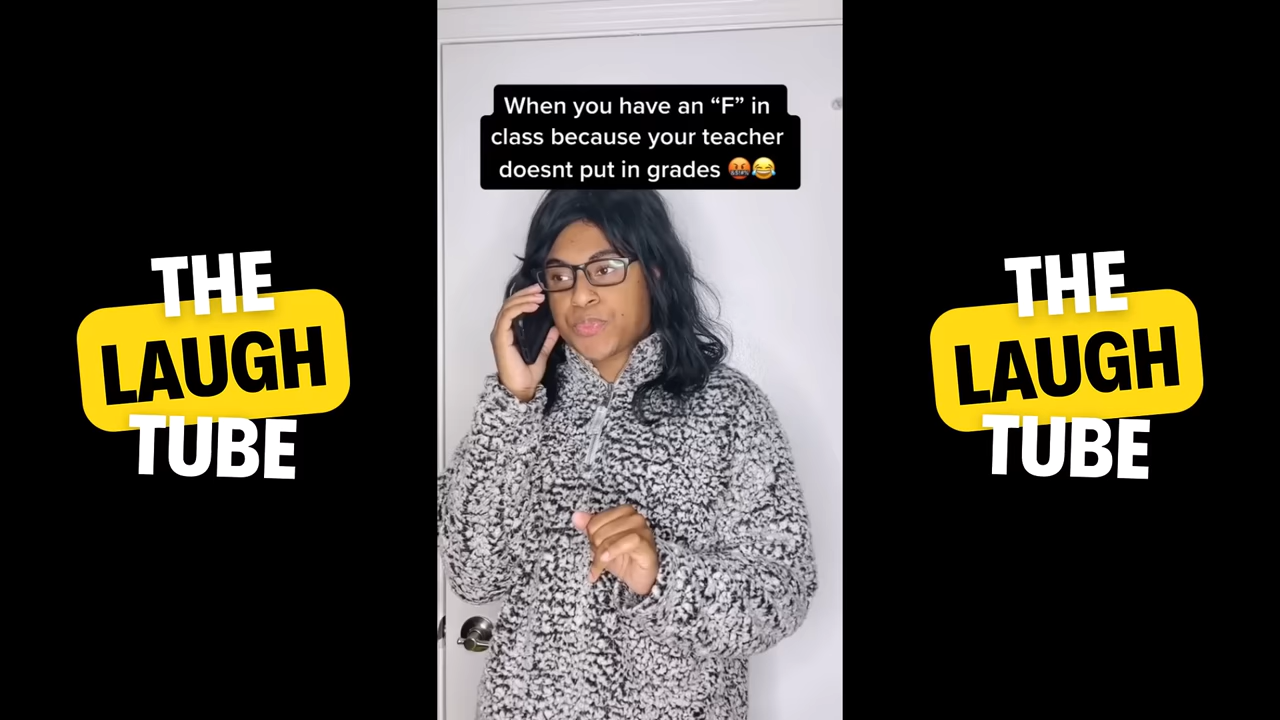 THE
LAUGH
TUBE
When you have an “F” in
class because your teacher
doesnt put in grades 🤬😂
THE
LAUGH
TUBE